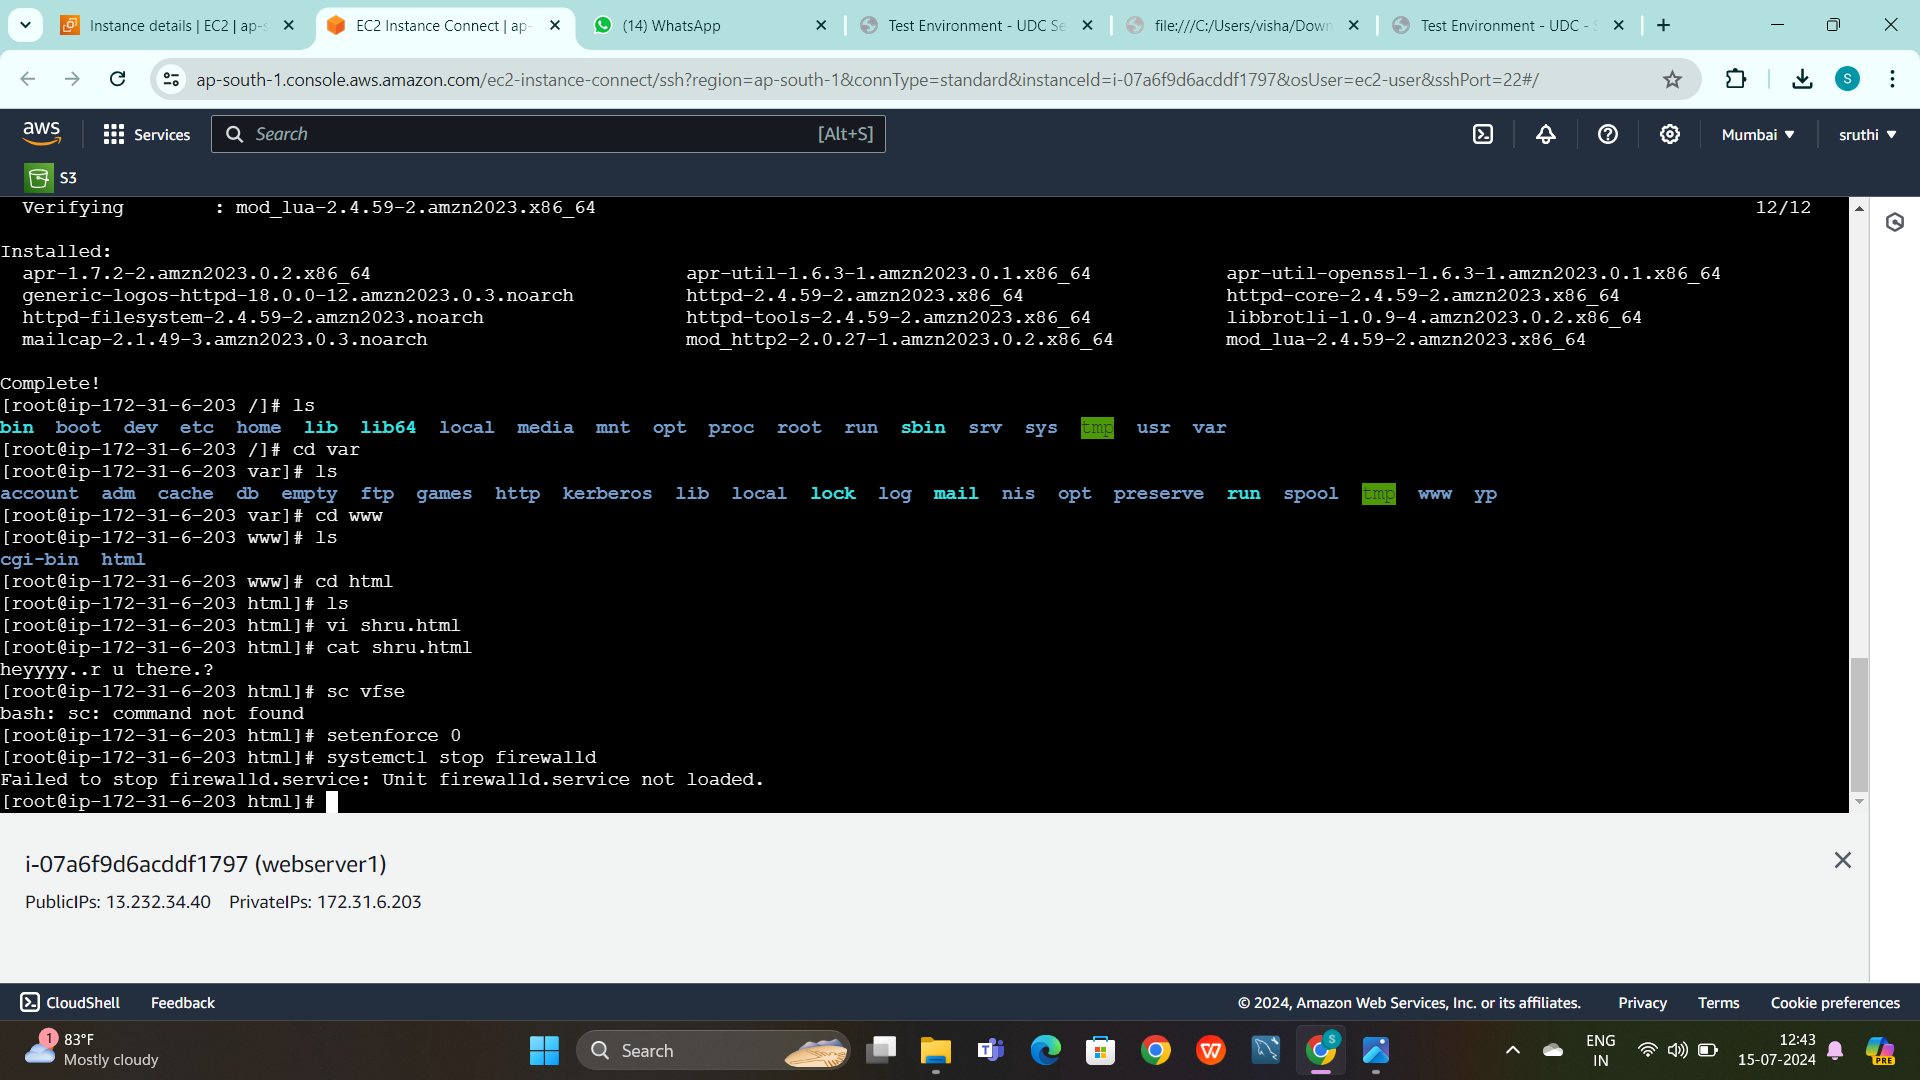 Instance details | EC2 | ap-s
EC2 Instance Connect | ap-
(14) WhatsApp
Test Environment - UDC Se
file:///C:/Users/visha/Down
Test Environment - UDC - S
ap-south-1.console.aws.amazon.com/ec2-instance-connect/ssh?region=ap-south-1&connType=standard&instanceId=i-07a6f9d6acddf1797&osUser=ec2-user&sshPort=22#/
S
aws
Services
Search
[Alt+S]
Mumbai
sruthi
S3
Verifying : mod_lua-2.4.59-2.amzn2023.x86_64 12/12
Installed:
apr-1.7.2-2.amzn2023.0.2.x86_64 apr-util-1.6.3-1.amzn2023.0.1.x86_64 apr-util-openssl-1.6.3-1.amzn2023.0.1.x86_64
generic-logos-httpd-18.0.0-12.amzn2023.0.3.noarch httpd-2.4.59-2.amzn2023.x86_64 httpd-core-2.4.59-2.amzn2023.x86_64
httpd-filesystem-2.4.59-2.amzn2023.noarch httpd-tools-2.4.59-2.amzn2023.x86_64 libbrotli-1.0.9-4.amzn2023.0.2.x86_64
mailcap-2.1.49-3.amzn2023.0.3.noarch mod_http2-2.0.27-1.amzn2023.0.2.x86_64 mod_lua-2.4.59-2.amzn2023.x86_64
Complete!
[root@ip-172-31-6-203 /]# ls
bin boot dev etc home lib lib64 local media mnt opt proc root run sbin srv sys tmp usr var
[root@ip-172-31-6-203 /]# cd var
[root@ip-172-31-6-203 var]# ls
account adm cache db empty ftp games http kerberos lib local lock log mail nis opt preserve run spool tmp www yp
[root@ip-172-31-6-203 var]# cd www
[root@ip-172-31-6-203 www]# ls
cgi-bin html
[root@ip-172-31-6-203 www]# cd html
[root@ip-172-31-6-203 html]# ls
[root@ip-172-31-6-203 html]# vi shru.html
[root@ip-172-31-6-203 html]# cat shru.html
heyyyy..r u there.?
[root@ip-172-31-6-203 html]# sc vfse
bash: sc: command not found
[root@ip-172-31-6-203 html]# setenforce 0
[root@ip-172-31-6-203 html]# systemctl stop firewalld
Failed to stop firewalld.service: Unit firewalld.service not loaded.
[root@ip-172-31-6-203 html]#
i-07a6f9d6acddf1797 (webserver1)
PublicIPs: 13.232.34.40 PrivateIPs: 172.31.6.203
CloudShell
Feedback
© 2024, Amazon Web Services, Inc. or its affiliates.
Privacy
Terms
Cookie preferences
1
83°F
Mostly cloudy
Search
S
ENG
IN
12:43
15-07-2024
PRE